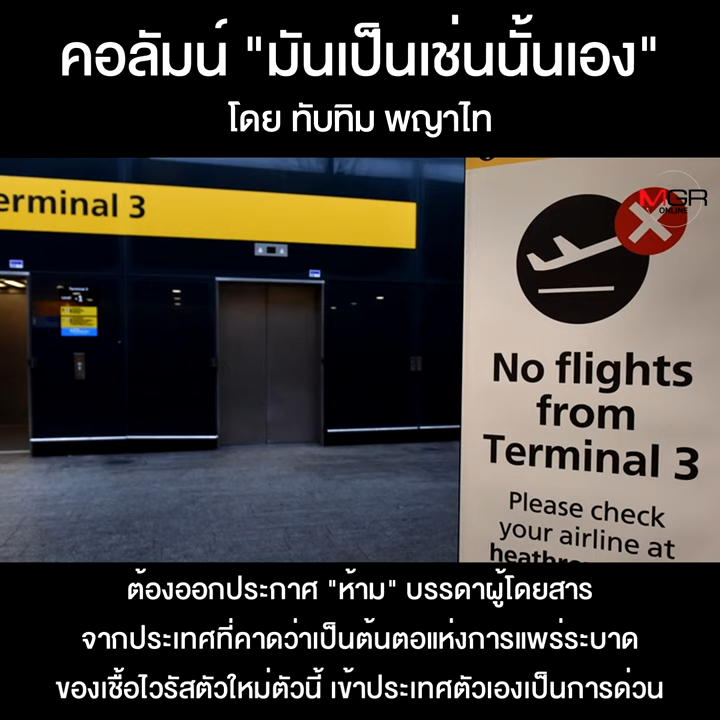 คอลัมน์ "มันเป็นเช่นนั้นเอง"
โดย ทับทิม พญาไท
erminal 3
MGR
ONLINE
No flights
from
Terminal 3
Please check
your airline at
heathro
ต้องออกประกาศ "ห้าม" บรรดาผู้โดยสาร
จากประเทศที่คาดว่าเป็นต้นตอแห่งการแพร่ระบาด
ของเชื้อไวรัสตัวใหม่ตัวนี้ เข้าประเทศตัวเองเป็นการด่วน